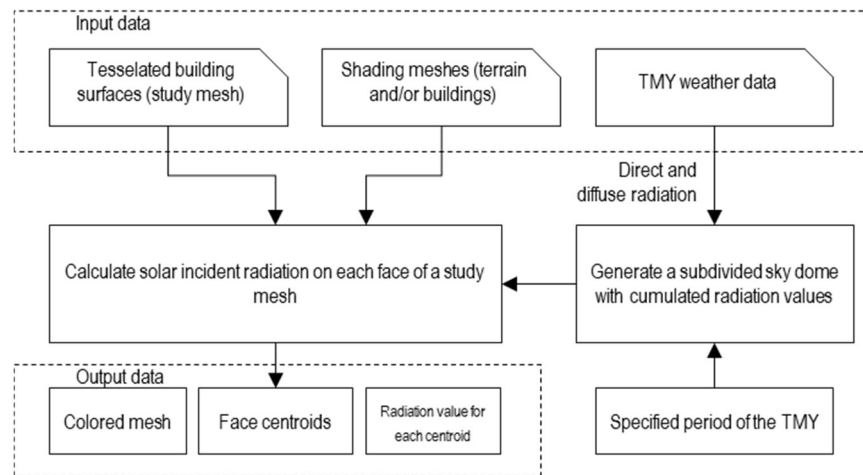 Input data
Tesselated building
surfaces (study mesh)
Shading meshes (terrain
and/or buildings)
TMY weather data
Direct and
diffuse radiation
Calculate solar incident radiation on each face of a study
mesh
Generate a subdivided sky dome
with cumulated radiation values
Output data
Colored mesh
Face centroids
Radiation value for
each centroid
Specified period of the TMY